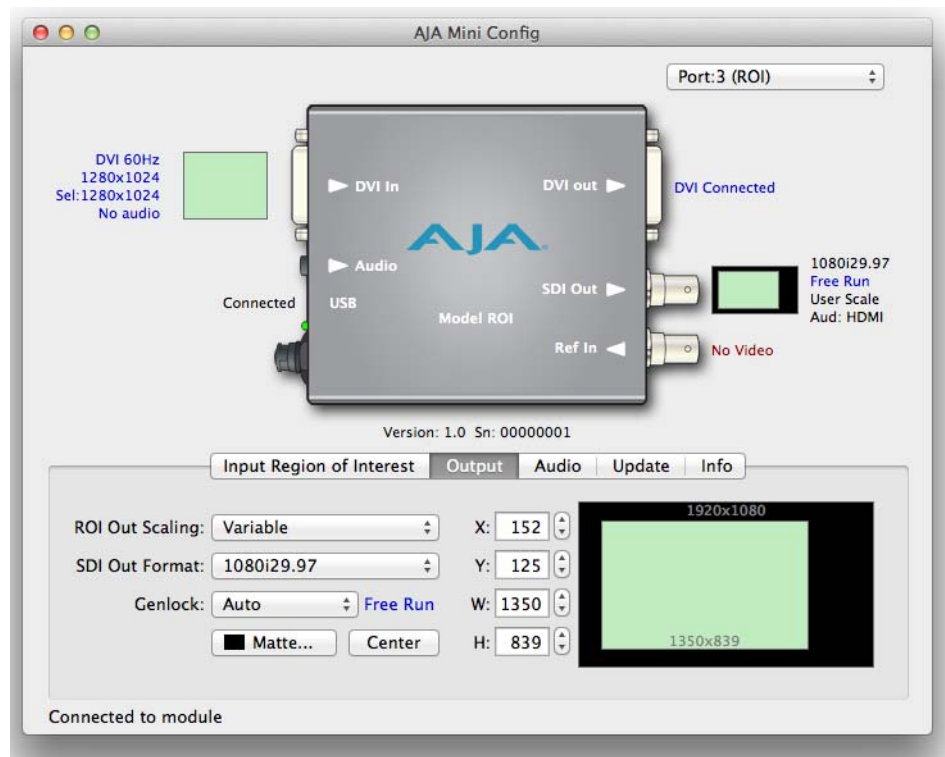 AJA Mini Config
Port:3 (ROI)
DVI 60Hz
1280x1024
Sel:1280x1024
No audio
DVI In
DVI out
DVI Connected
AJA
Audio
Connected
USB
SDI Out
Model ROI
Ref In
1080i29.97
Free Run
User Scale
Aud: HDMI
No Video
Version: 1.0 Sn: 00000001
Input Region of Interest
Output
Audio
Update
Info
ROI Out Scaling: Variable
SDI Out Format: 1080i29.97
Genlock: Auto Free Run
Matte... Center
X: 152
Y: 125
W: 1350
H: 839
1920x1080
1350x839
Connected to module